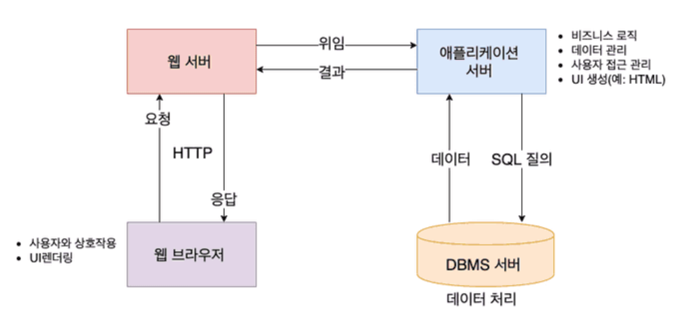 웹 서버
위임
결과
애플리케이션
서버
• 비즈니스 로직
• 데이터 관리
• 사용자 접근 관리
• UI 생성(예: HTML)
요청
HTTP
응답
데이터
SQL 질의
• 사용자와 상호작용
• UI렌더링
웹 브라우저
DBMS 서버
데이터 처리